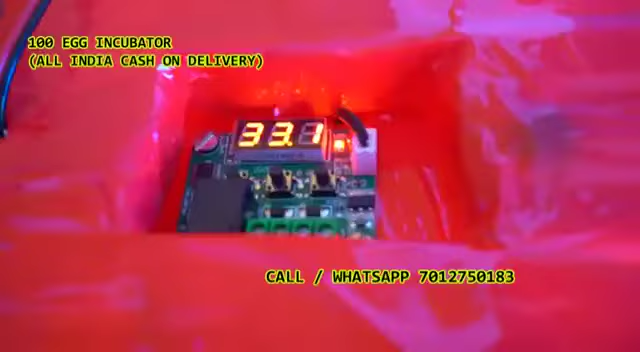 100 EGG INCUBATOR
(ALL INDIA CASH ON DELIVERY)
33.1
CALL / WHATSAPP 7012750183